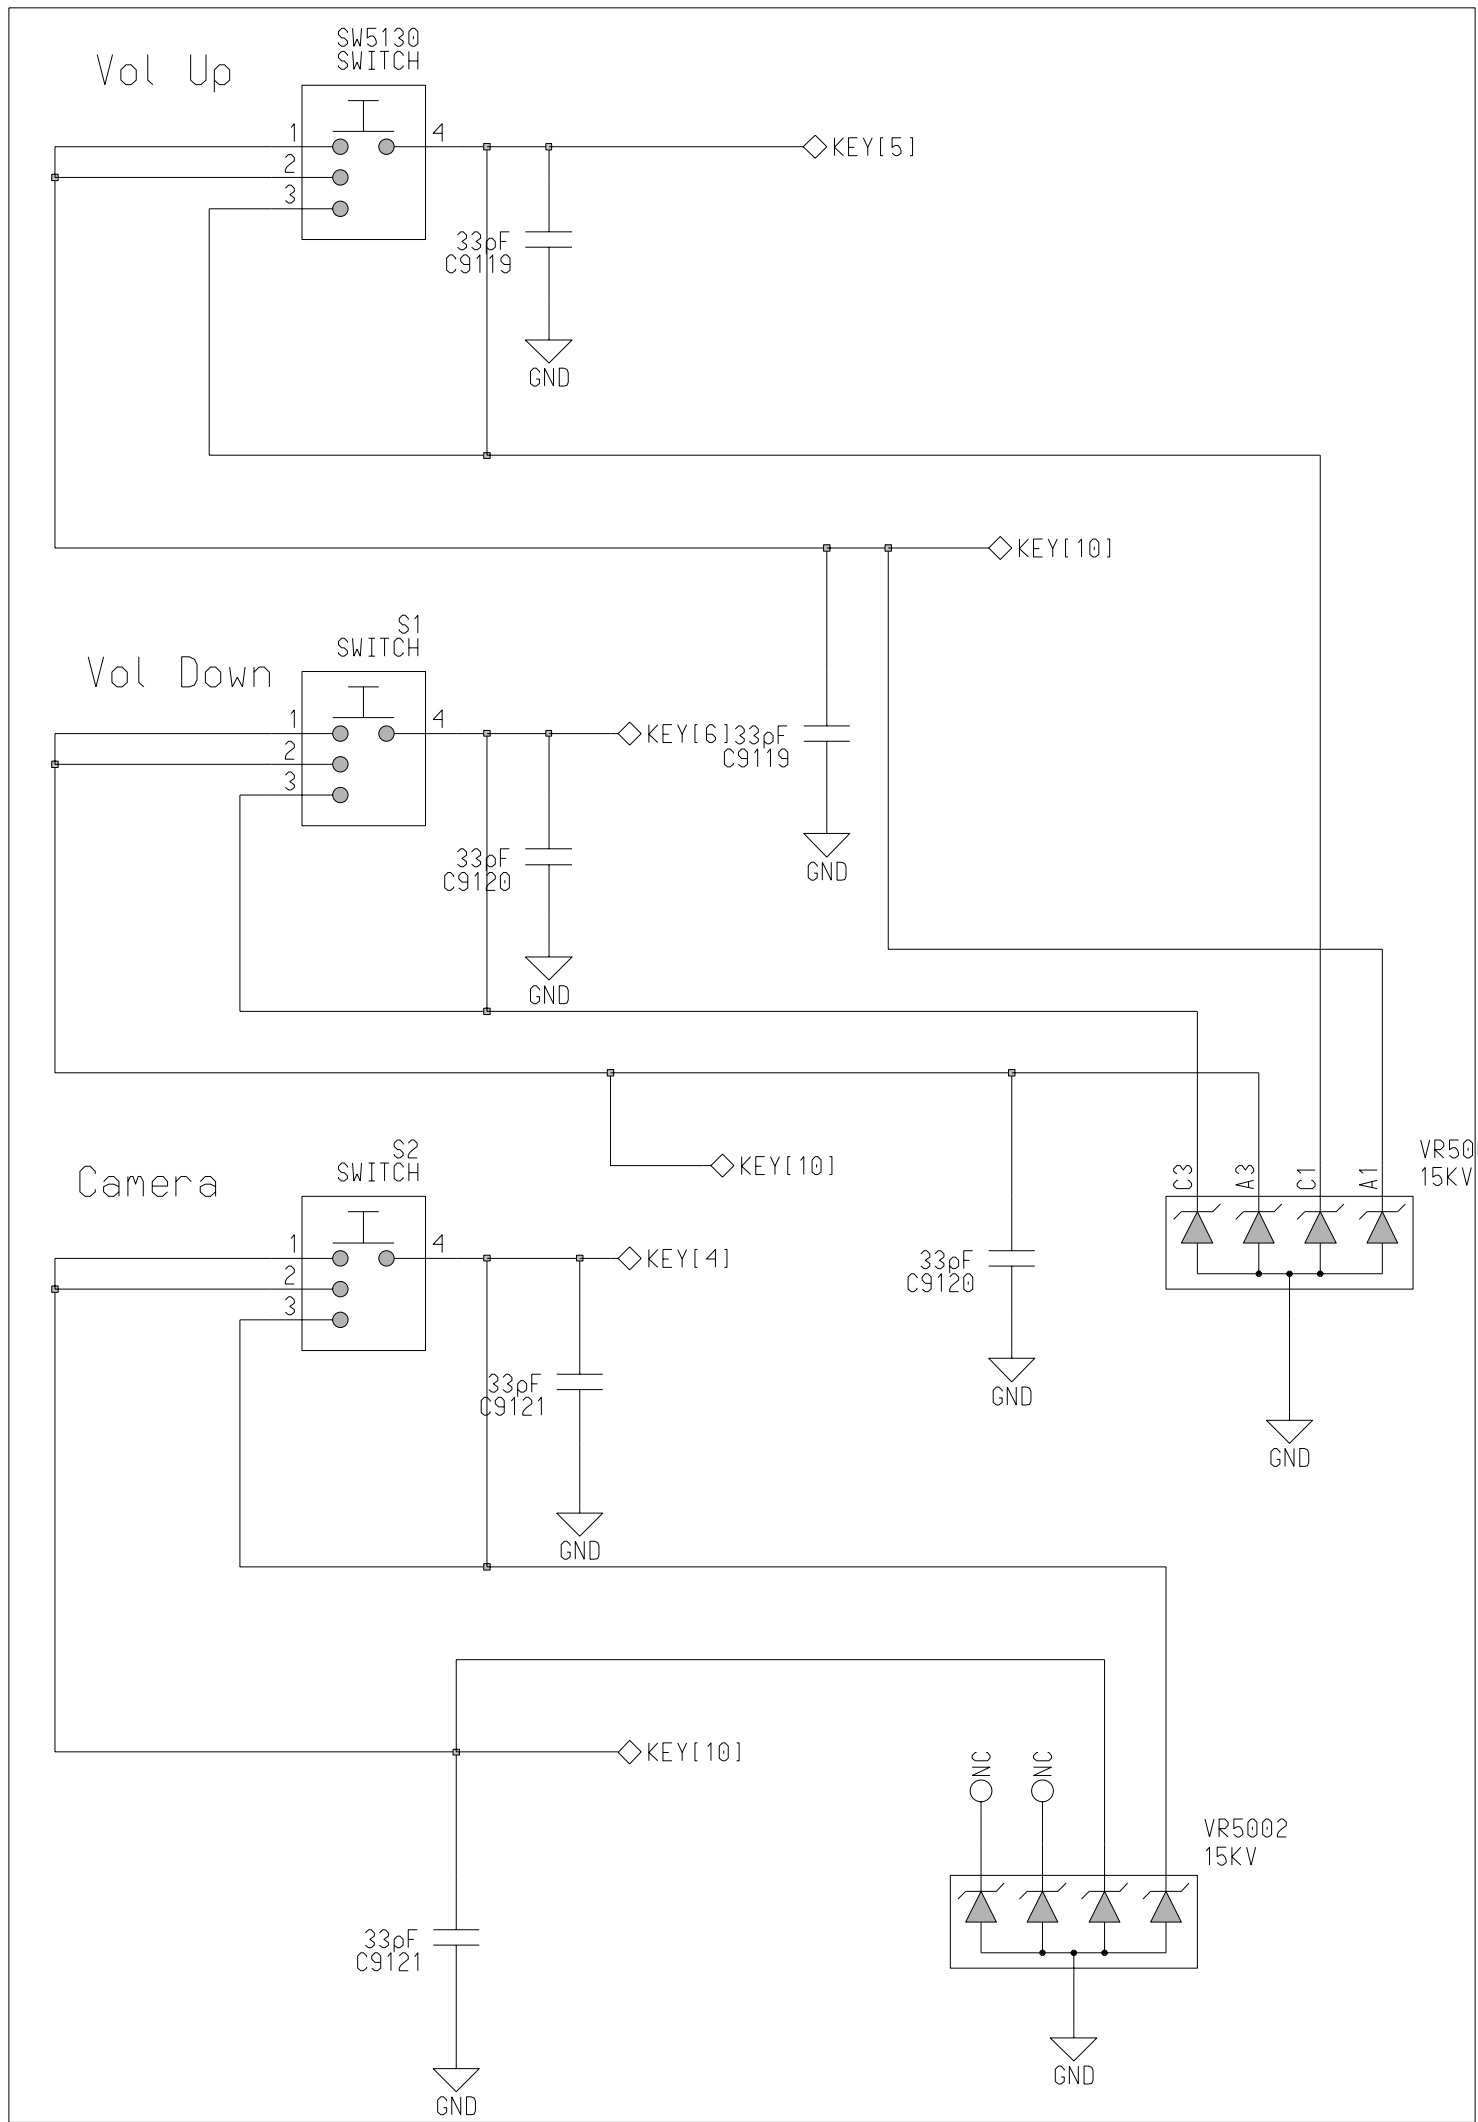 SW5130
SWITCH
Vol Up
1
4
KEY[5]
2
3
33pF
C9119
GND
KEY[10]
S1
SWITCH
Vol Down
1
4
KEY[6]
33pF
C9119
2
3
GND
33pF
C9120
GND
S2
SWITCH
Camera
KEY[10]
C3
A3
C1
A1
VR50
15KV
1
4
KEY[4]
2
3
33pF
C9120
GND
GND
33pF
C9121
GND
KEY[10]
NC
NC
VR5002
15KV
33pF
C9121
GND
GND